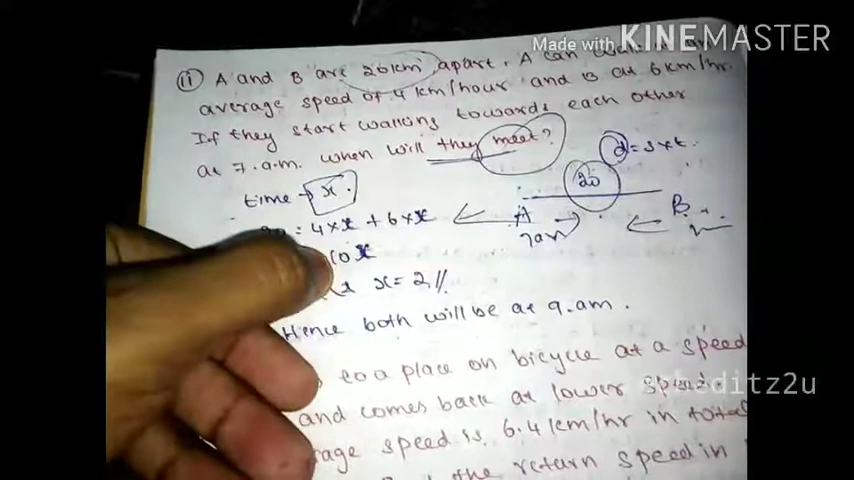 Made with KINEMASTER
(ii) A and B are 20km apart. A can walk at an
average speed of 4 km/hour and B at 6km/hr.
If they start walking towards each other
at 7.a.m. when will they meet?
d = s x t.
time → x.
20
20 = 4 x x + 6 x x
A
B
7am
10x
x = 2 //
Hence both will be at 9.am.
to a place on bicycle at a speed
and comes back at lower speed
speed is 6.4 km/hr in total
the return speed in
editz2u